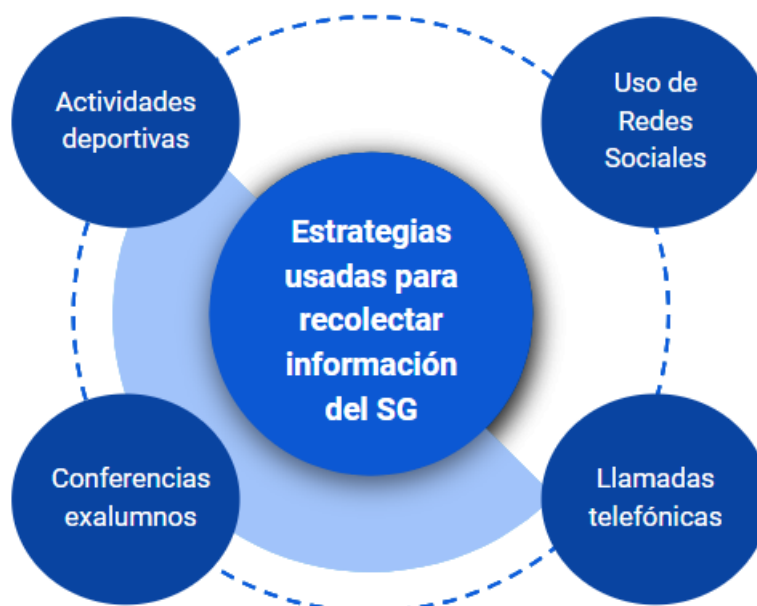 Actividades
deportivas
Uso de
Redes
Sociales
Estrategias
usadas para
recolectar
información
del SG
Conferencias
exalumnos
Llamadas
telefónicas